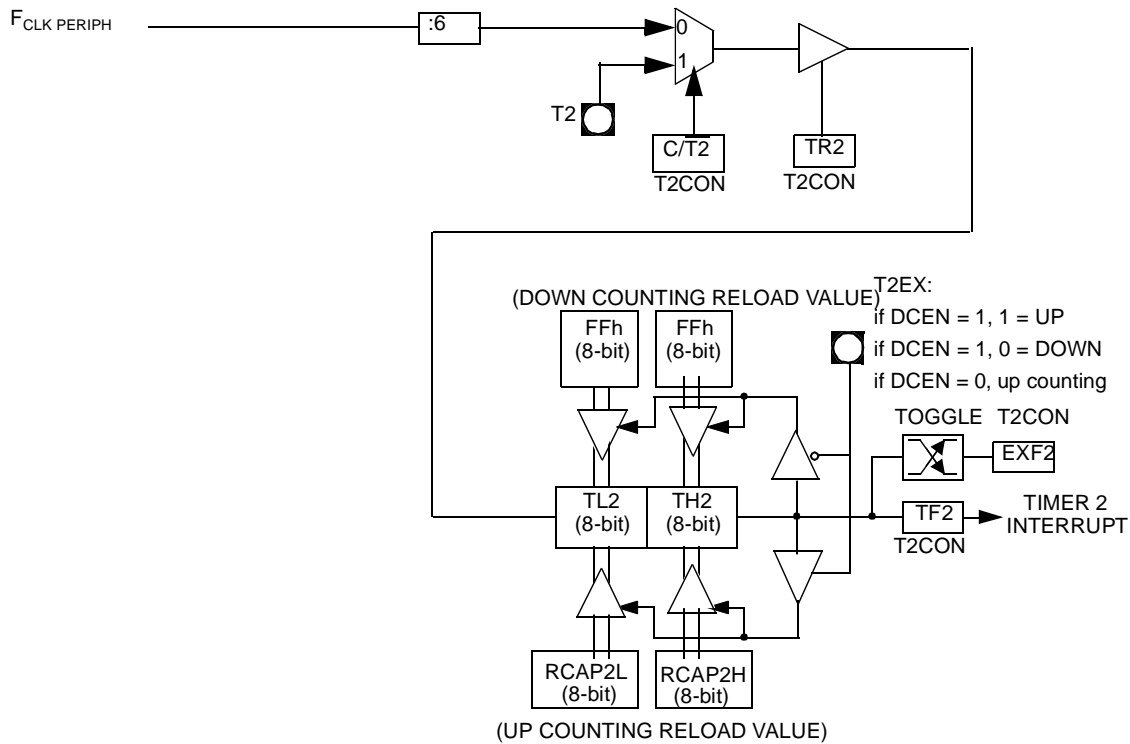 FCLK PERIPH
:6
0
1
T2
C/T2
TR2
T2CON
T2CON
T2EX:
(DOWN COUNTING RELOAD VALUE)
if DCEN = 1, 1 = UP
FFh
(8-bit)
FFh
(8-bit)
if DCEN = 1, 0 = DOWN
if DCEN = 0, up counting
TOGGLE
T2CON
EXF2
TL2
(8-bit)
TH2
(8-bit)
TF2
T2CON
TIMER 2
INTERRUPT
RCAP2L
(8-bit)
RCAP2H
(8-bit)
(UP COUNTING RELOAD VALUE)